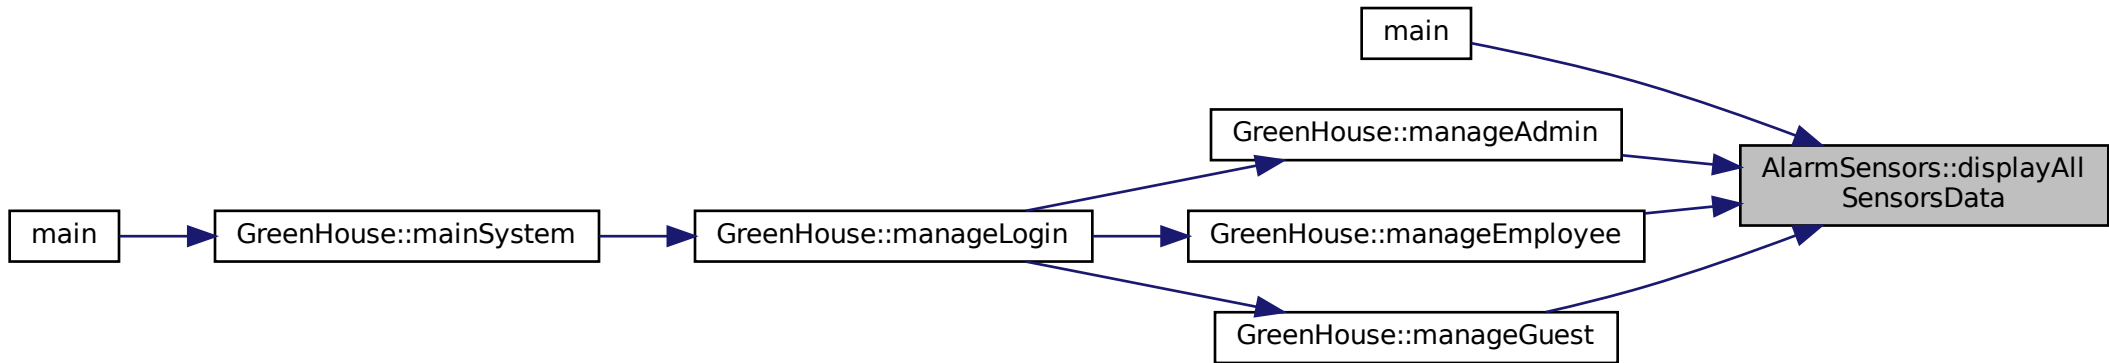 main
GreenHouse::manageAdmin
AlarmSensors::displayAll
SensorsData
main
GreenHouse::mainSystem
GreenHouse::manageLogin
GreenHouse::manageEmployee
GreenHouse::manageGuest